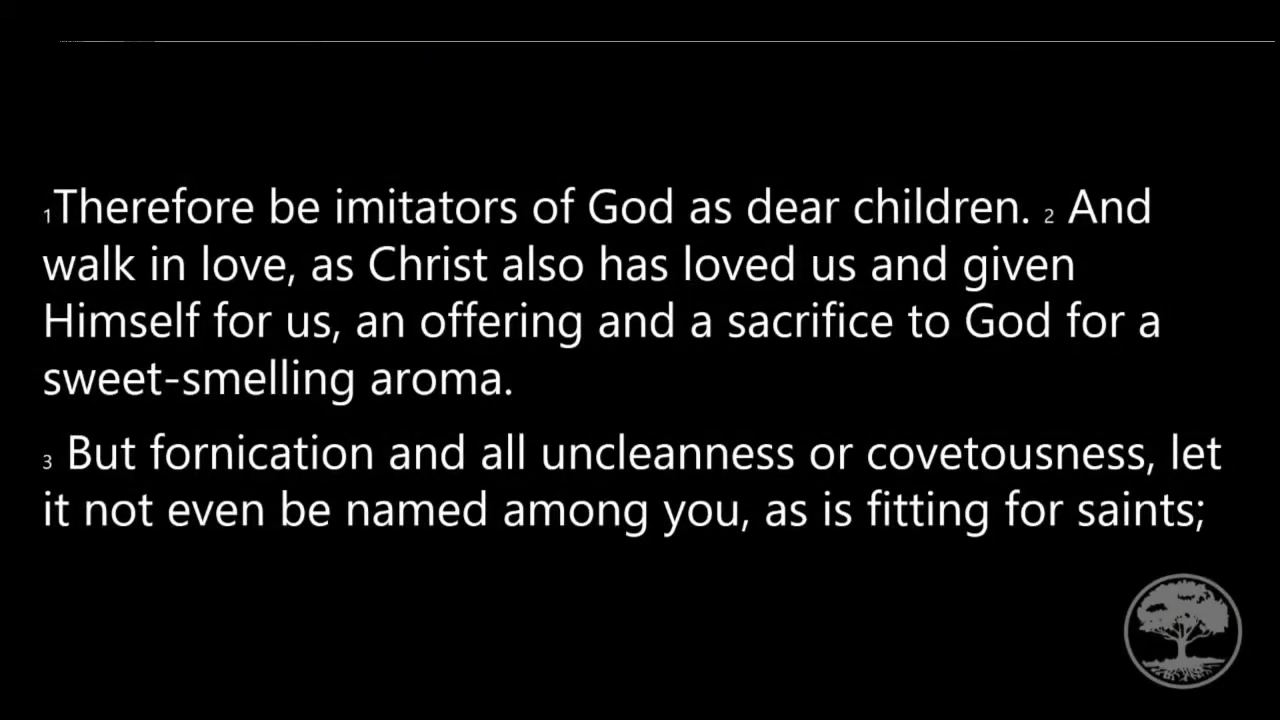 1Therefore be imitators of God as dear children. 2 And
walk in love, as Christ also has loved us and given
Himself for us, an offering and a sacrifice to God for a
sweet-smelling aroma.
3 But fornication and all uncleanness or covetousness, let
it not even be named among you, as is fitting for saints;